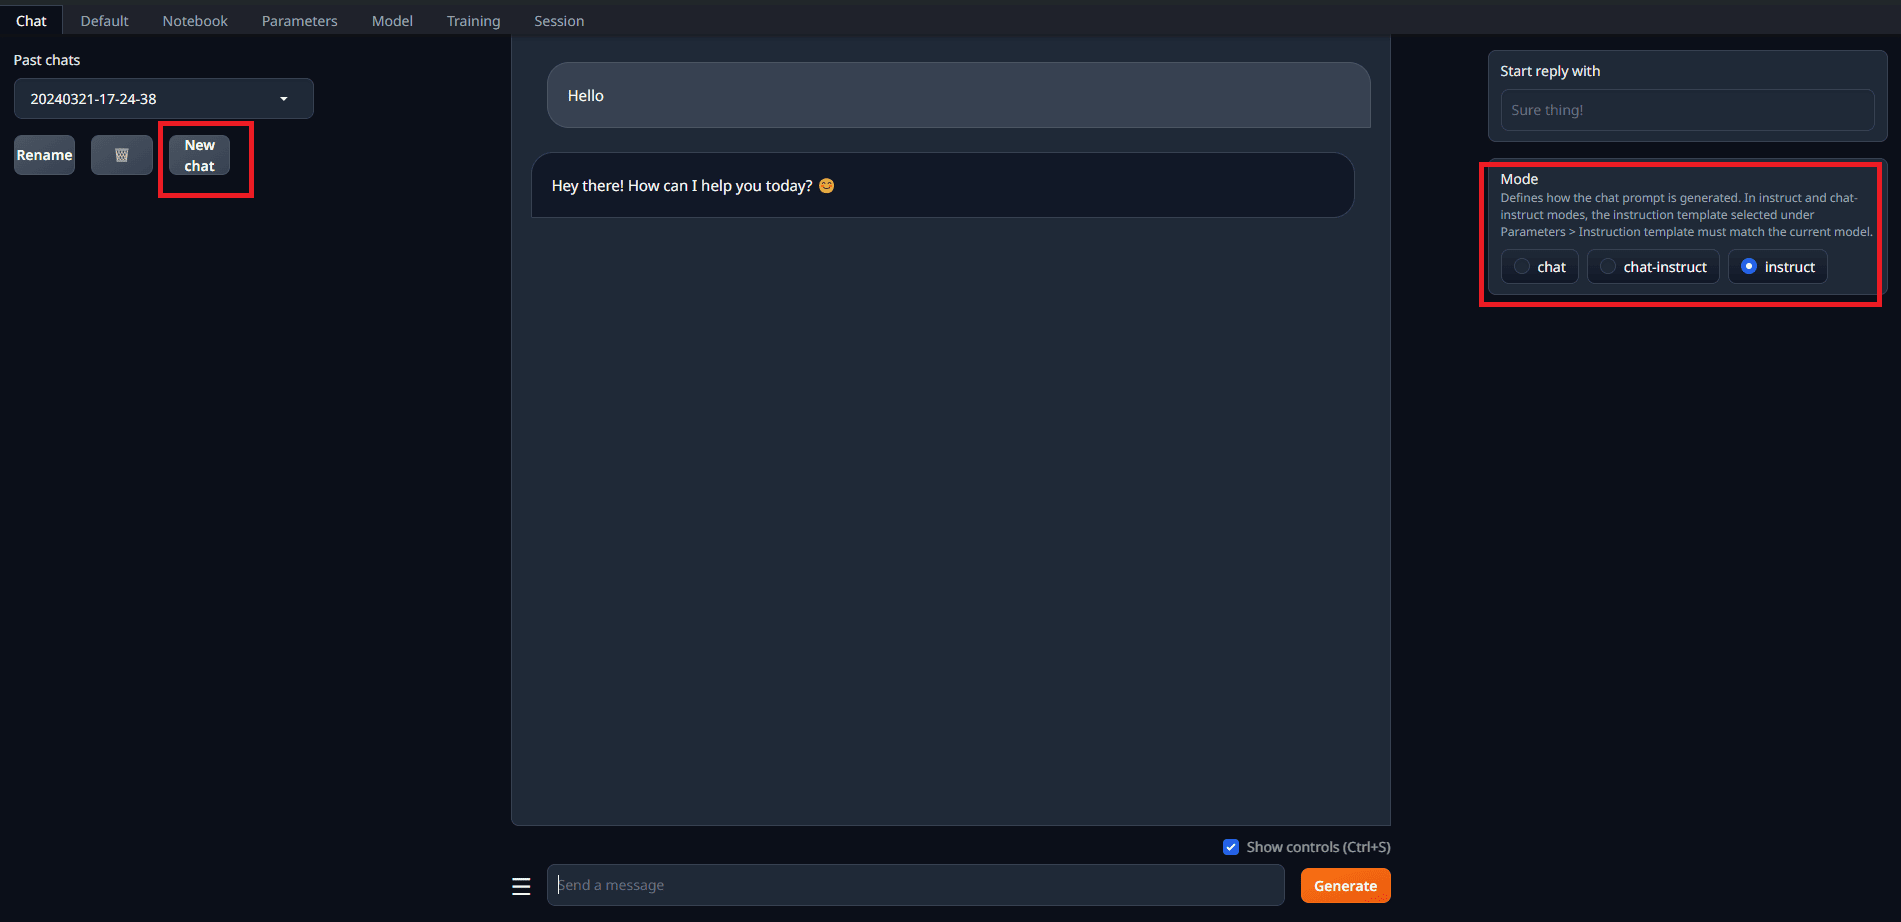 Chat Default Notebook Parameters Model Training Session
Past chats
20240321-17-24-38
Rename
New
chat
Hello
Hey there! How can I help you today? 😊
Start reply with
Sure thing!
Mode
Defines how the chat prompt is generated. In instruct and chat-
instruct modes, the instruction template selected under
Parameters > Instruction template must match the current model.
chat chat-instruct instruct
Show controls (Ctrl+S)
Send a message
Generate